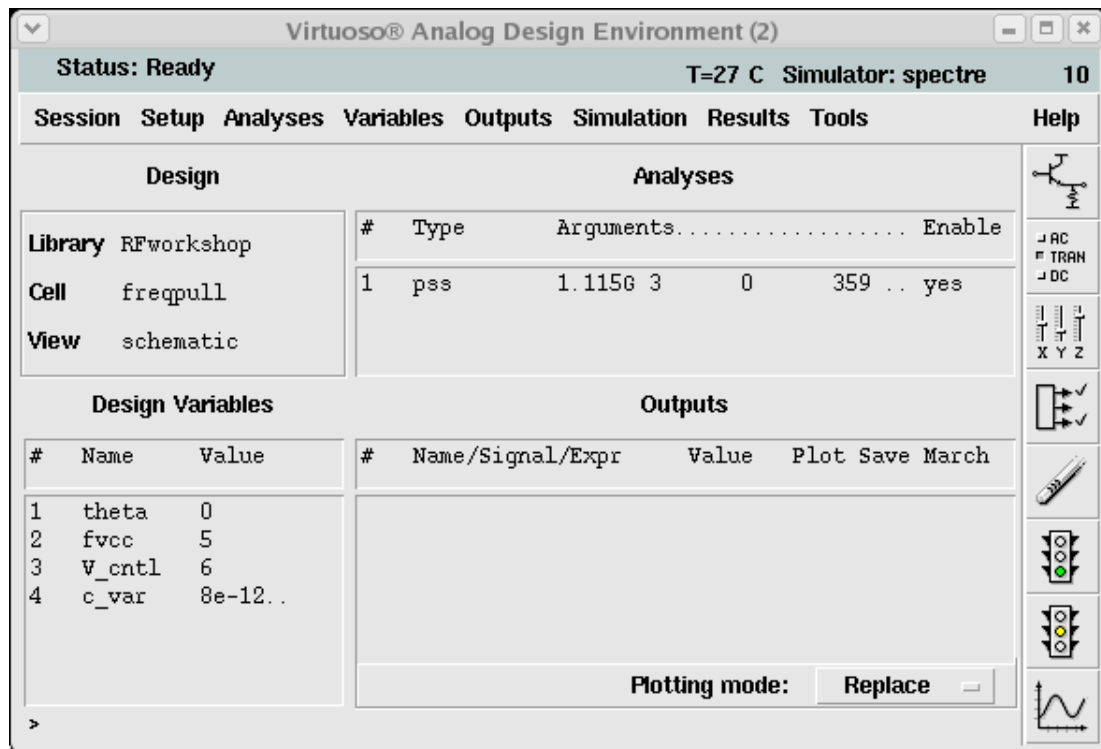 Virtuoso® Analog Design Environment (2)
Status: Ready T=27 C Simulator: spectre 10
Session Setup Analyses Variables Outputs Simulation Results Tools Help
Design
Library RFworkshop
Cell freqpull
View schematic
Analyses
# Type Arguments.................. Enable
1 pss 1.115G 3 0 359 .. yes
Design Variables
# Name Value
1 theta 0
2 fvcc 5
3 V_cntl 6
4 c_var 8e-12..
Outputs
# Name/Signal/Expr Value Plot Save March
Plotting mode: Replace
>
AC
TRAN
DC
X Y Z